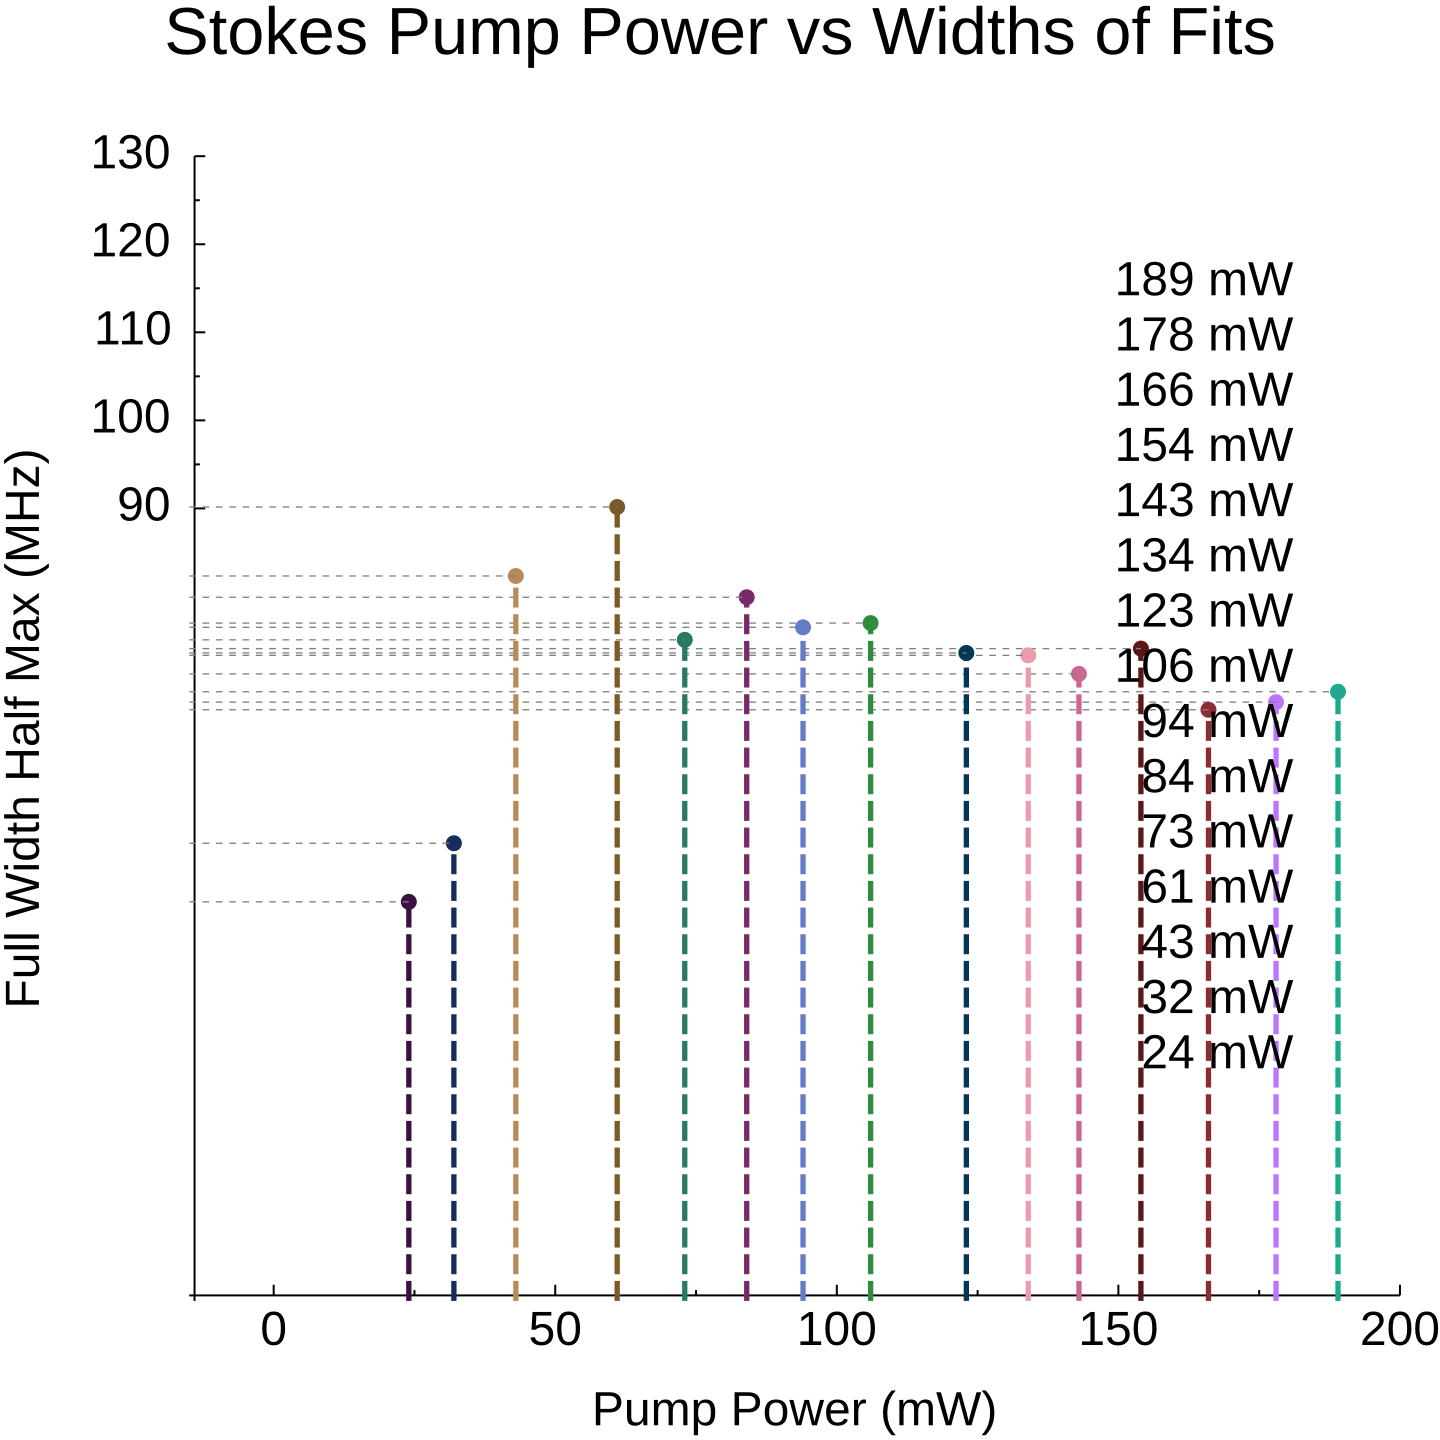 Stokes Pump Power vs Widths of Fits
130
120
110
100
90
Full Width Half Max (MHz)
189 mW
178 mW
166 mW
154 mW
143 mW
134 mW
123 mW
106 mW
94 mW
84 mW
73 mW
61 mW
43 mW
32 mW
24 mW
0 50 100 150 200
Pump Power (mW)